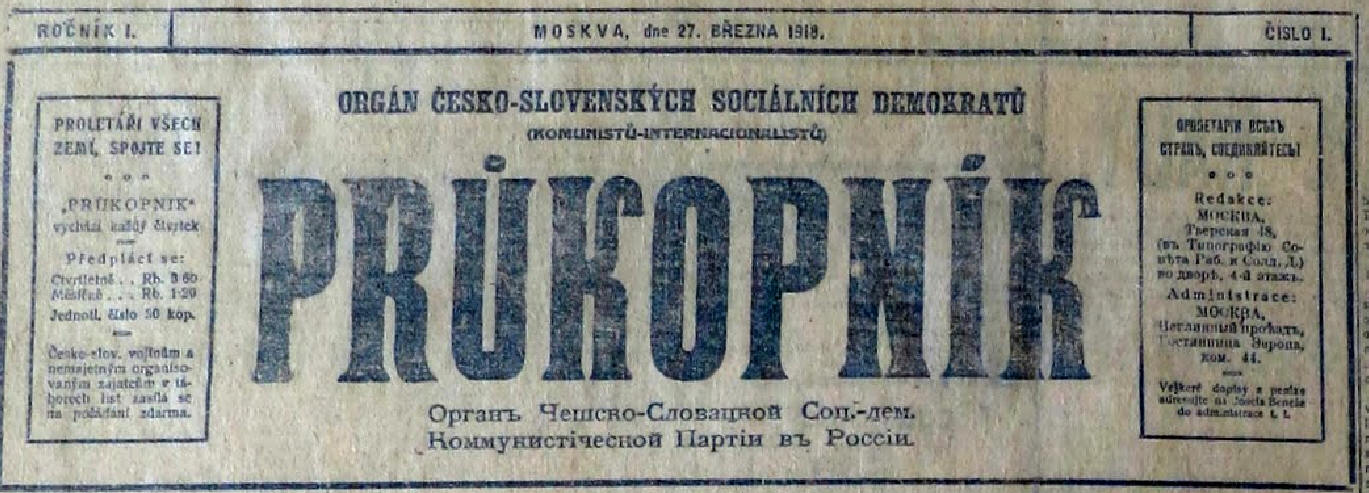 ROČNÍK I.
MOSKVA, dne 27. BŘEZNA 1918.
ČÍSLO 1.
PROLETÁŘI VŠECH
ZEMÍ, SPOJTE SE!
„PRŮKOPNÍK“
vychází každý čtvrtek
Předplácí se:
Čtvrtletně . . Rb. 3·60
Měsíčně . . . Rb. 1·20
Jednotl. číslo 30 kop.
Česko-slov. vojínům a
nemajetným organiso-
vaným zajatcům v tá-
borech list zasílá se
na požádání zdarma.
ORGÁN ČESKO-SLOVENSKÝCH SOCIÁLNÍCH DEMOKRATŮ
(KOMUNISTŮ-INTERNACIONALISTŮ)
PRŮKOPNÍK
Органъ Чешско-Словацкой Соц.-дем.
Коммунистіческой Партіи въ Россіи.
ПРОЛЕТАРІИ ВСѢХЪ
СТРАНЪ, СОЕДИНЯЙТЕСЬ!
Redakce:
МОСКВА,
Тверская 48,
(въ Типографію Со-
вѣта Раб. и Солд. Д.)
во дворѣ, 4-й этажъ.
Administrace:
МОСКВА,
Неглинный проѣздъ,
Гостинница Европа,
ком. 44.
Veškeré dopisy a peníze
adresujte na Josefa Beneše
do administrace t. l.